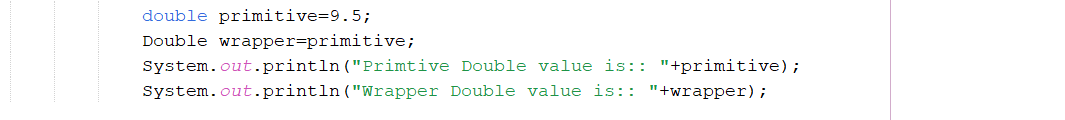 double primitive=9.5;
Double wrapper=primitive;
System.out.println("Primtive Double value is:: "+primitive);
System.out.println("Wrapper Double value is:: "+wrapper);